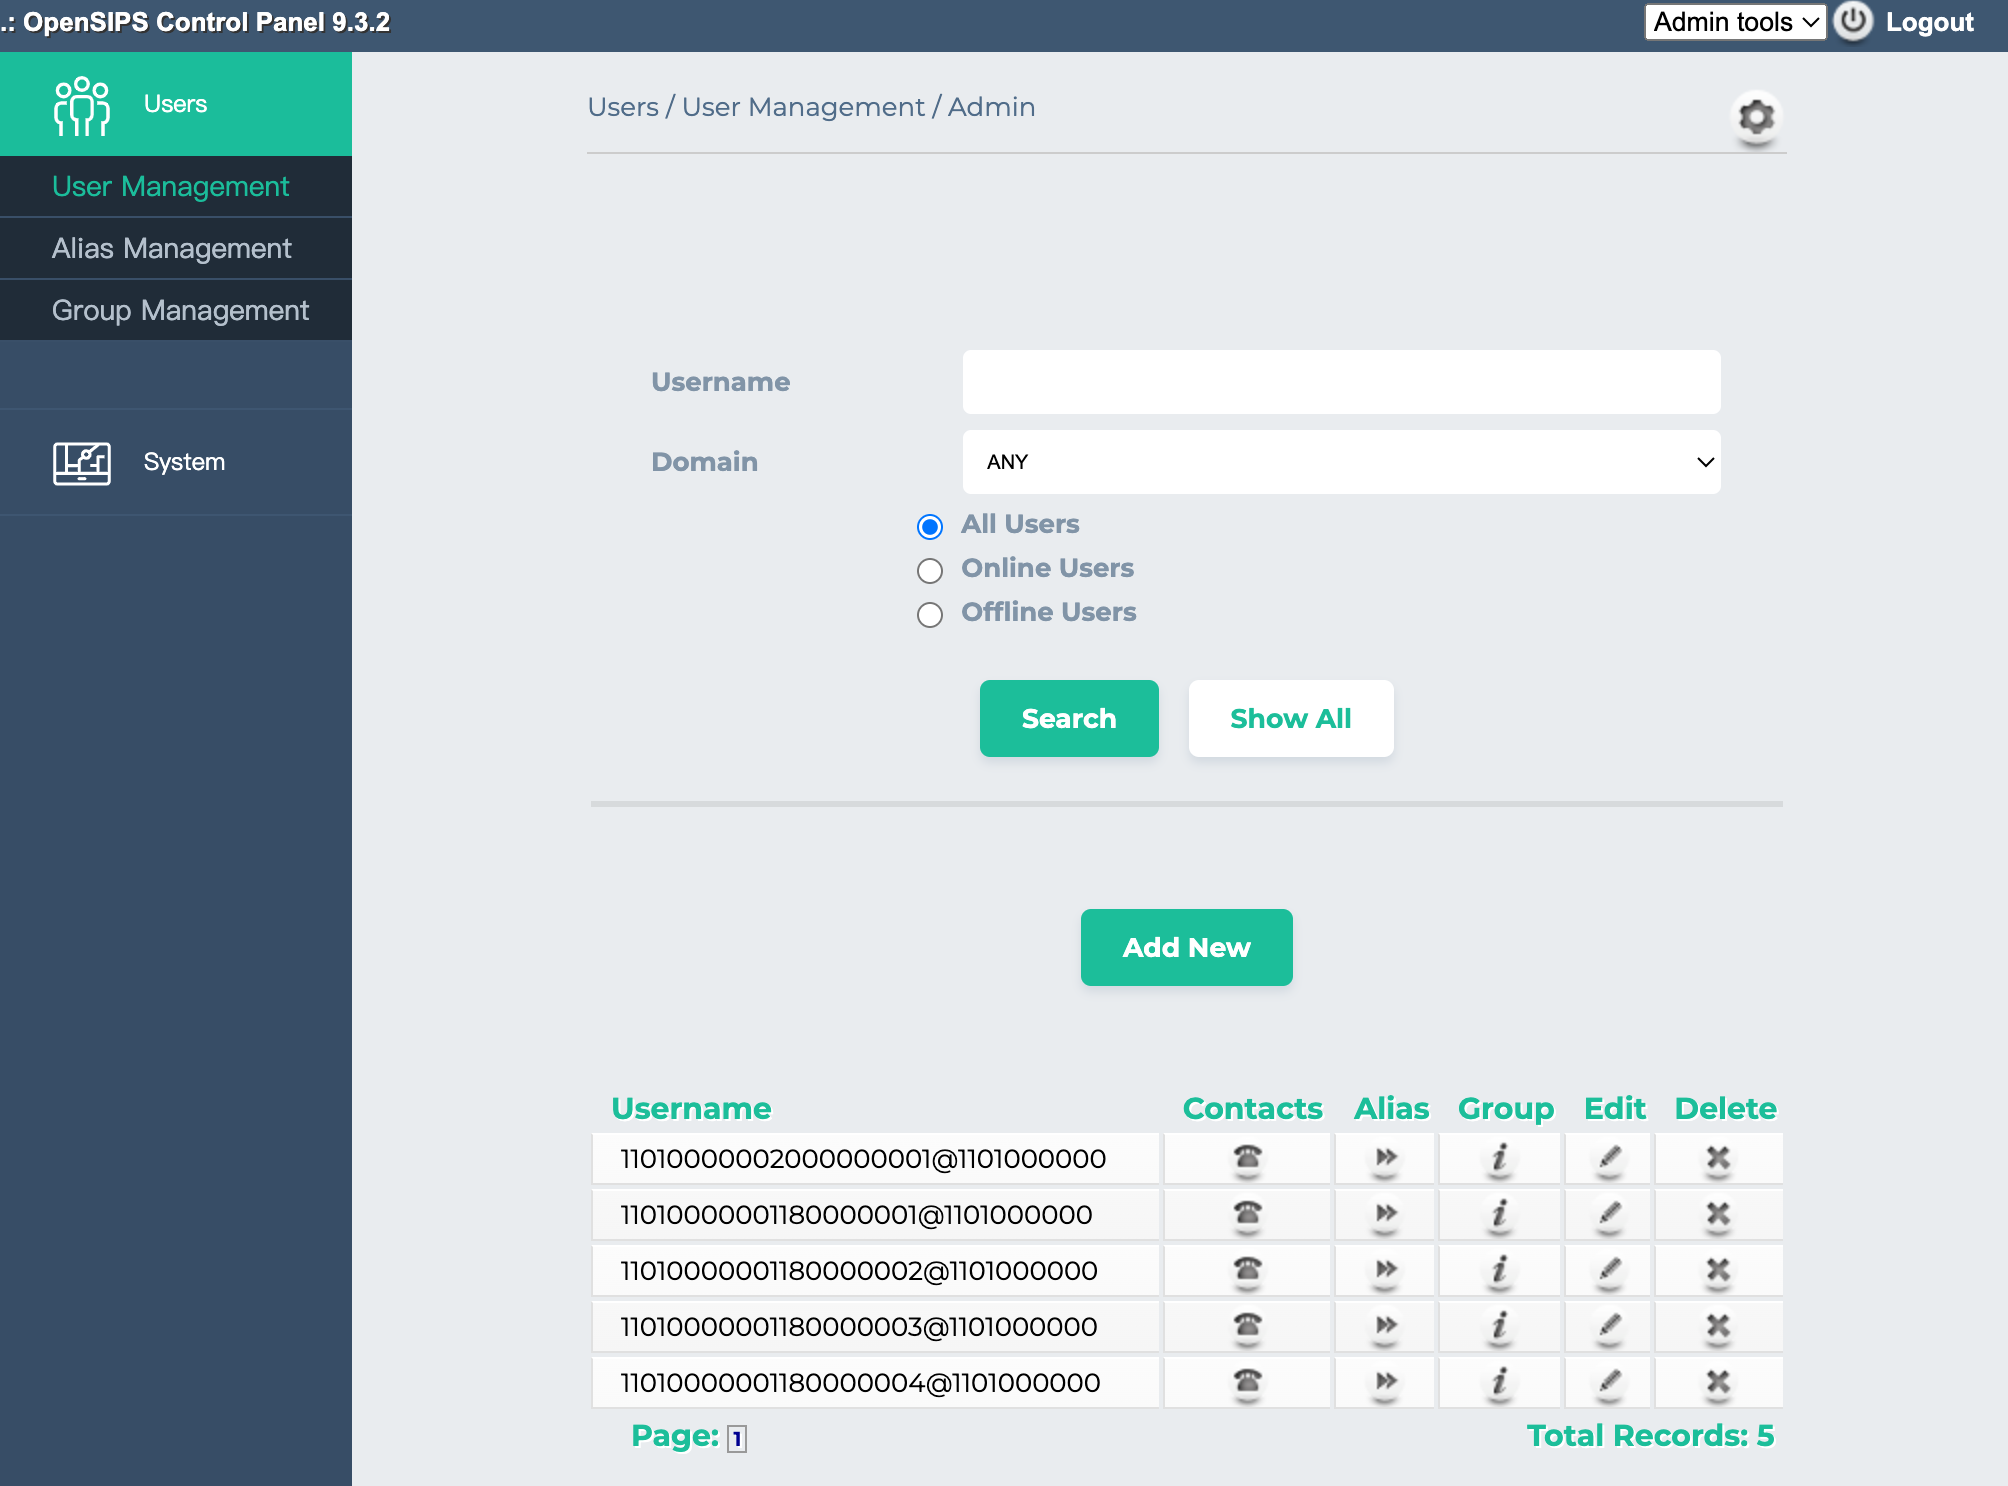 .: OpenSIPS Control Panel 9.3.2
Admin tools
Logout
Users
User Management
Alias Management
Group Management
System
Users / User Management / Admin
Username
Domain
ANY
All Users
Online Users
Offline Users
Search
Show All
Add New
Username Contacts Alias Group Edit Delete
11010000002000000001@1101000000
11010000001180000001@1101000000
11010000001180000002@1101000000
11010000001180000003@1101000000
11010000001180000004@1101000000
Page: 1
Total Records: 5